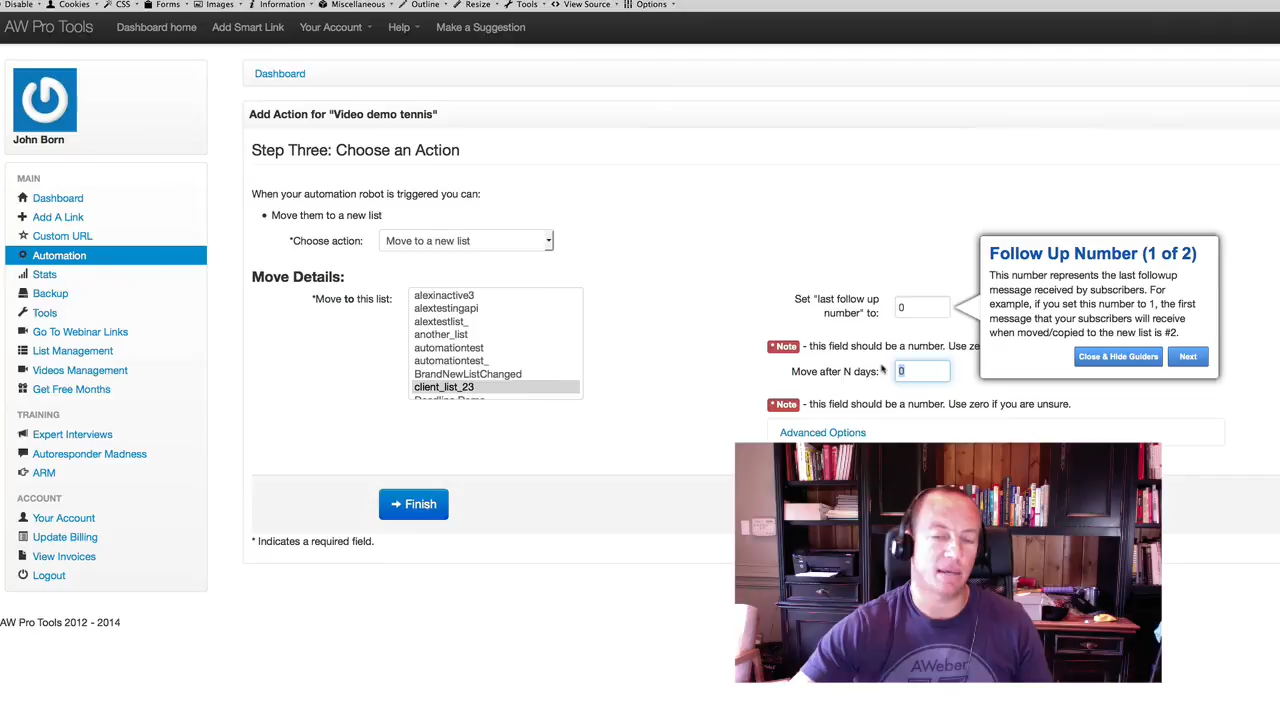 Disable Cookies CSS Forms Images Information Miscellaneous Outline Resize Tools View Source Options
AW Pro Tools Dashboard home Add Smart Link Your Account Help Make a Suggestion
John Born
MAIN
Dashboard
Add A Link
Custom URL
Automation
Stats
Backup
Tools
Go To Webinar Links
List Management
Videos Management
Get Free Months
TRAINING
Expert Interviews
Autoresponder Madness
ARM
ACCOUNT
Your Account
Update Billing
View Invoices
Logout
AW Pro Tools 2012 - 2014
Dashboard
Add Action for "Video demo tennis"
Step Three: Choose an Action
When your automation robot is triggered you can:
• Move them to a new list
*Choose action: Move to a new list
Move Details:
*Move to this list:
alexinactive3
alextestingapi
alextestlist_
another_list
automationtest
automationtest_
BrandNewListChanged
client_list_23
Set "last follow up
number" to: 0
* Note - this field should be a number. Use ze
Move after N days: 0
* Note - this field should be a number. Use zero if you are unsure.
Advanced Options
Follow Up Number (1 of 2)
This number represents the last followup
message received by subscribers. For
example, if you set this number to 1, the first
message that your subscribers will receive
when moved/copied to the new list is #2.
Close & Hide Guiders Next
Finish
* Indicates a required field.
AWeber